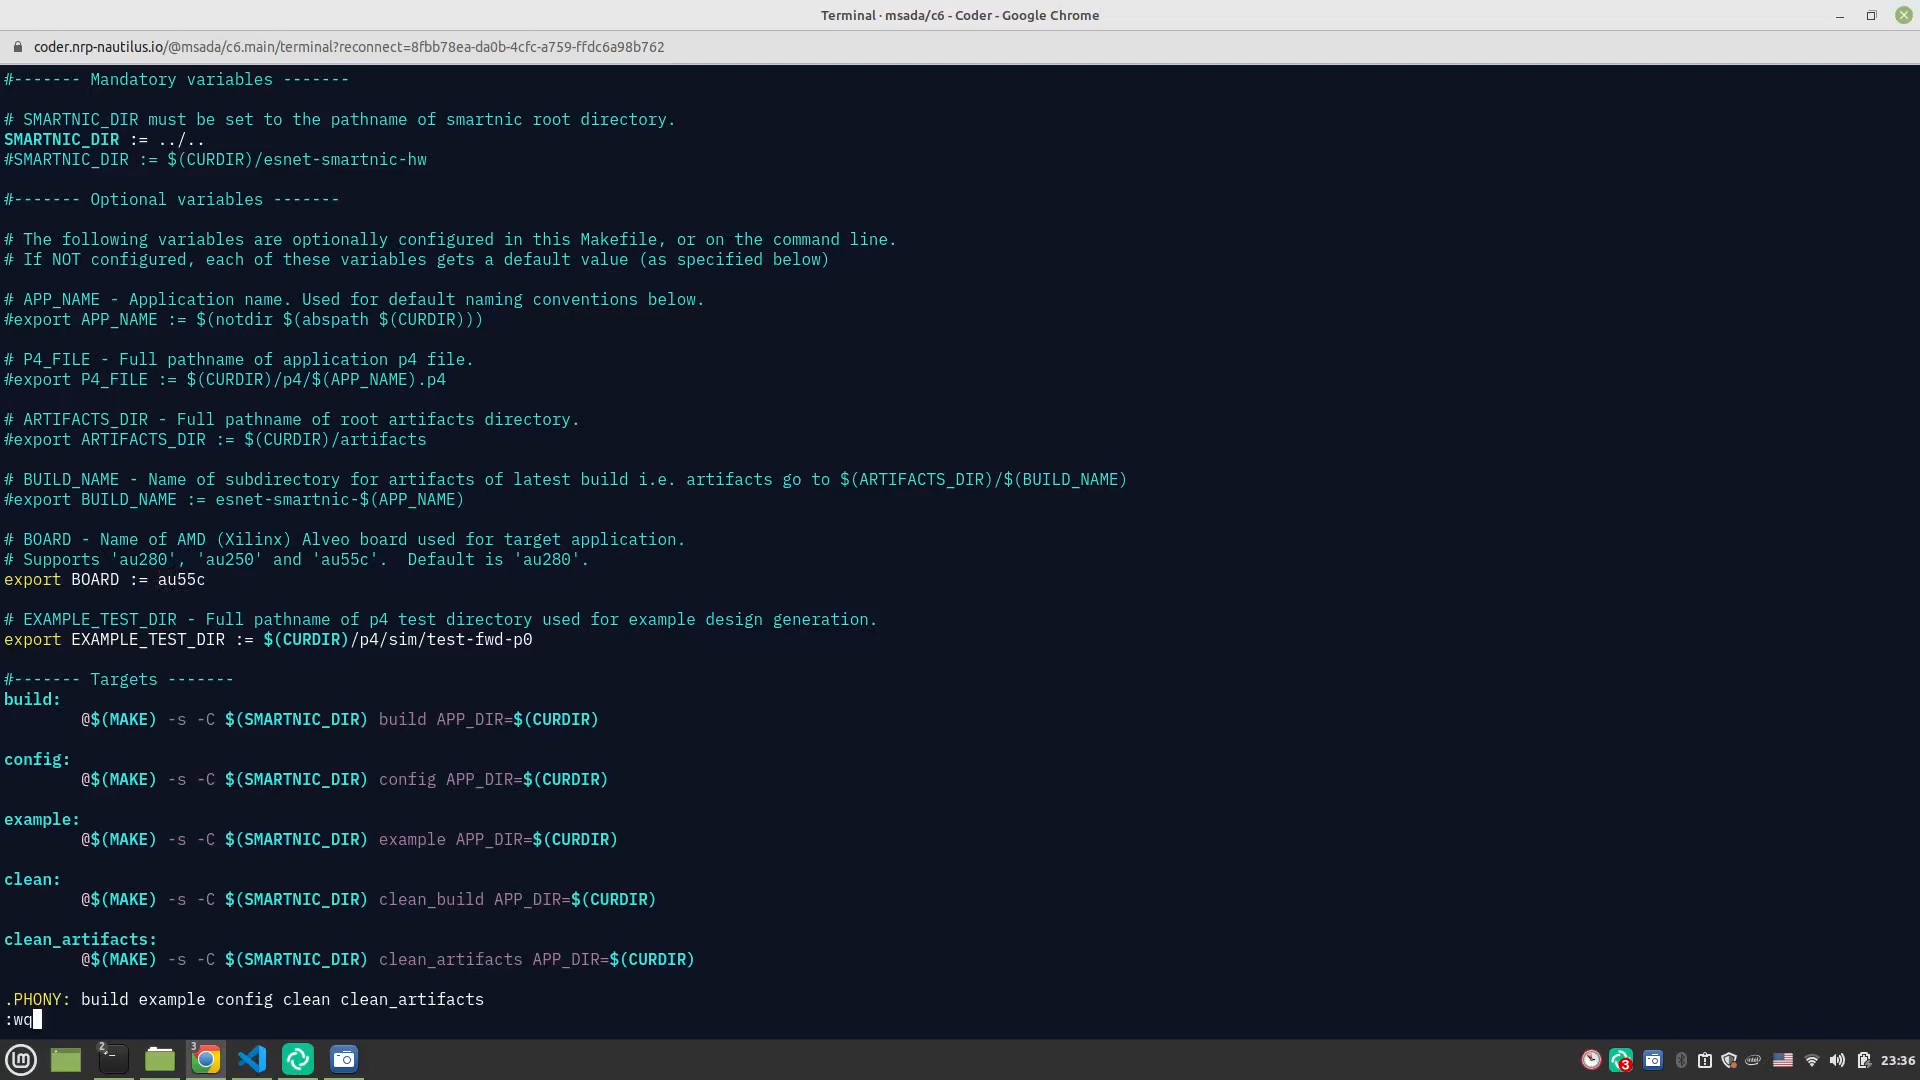 Terminal · msada/c6 - Coder - Google Chrome
coder.nrp-nautilus.io/@msada/c6.main/terminal?reconnect=8fbb78ea-da0b-4cfc-a759-ffdc6a98b762
#------- Mandatory variables -------
# SMARTNIC_DIR must be set to the pathname of smartnic root directory.
SMARTNIC_DIR := ../..
#SMARTNIC_DIR := $(CURDIR)/esnet-smartnic-hw
#------- Optional variables -------
# The following variables are optionally configured in this Makefile, or on the command line.
# If NOT configured, each of these variables gets a default value (as specified below)
# APP_NAME - Application name. Used for default naming conventions below.
#export APP_NAME := $(notdir $(abspath $(CURDIR)))
# P4_FILE - Full pathname of application p4 file.
#export P4_FILE := $(CURDIR)/p4/$(APP_NAME).p4
# ARTIFACTS_DIR - Full pathname of root artifacts directory.
#export ARTIFACTS_DIR := $(CURDIR)/artifacts
# BUILD_NAME - Name of subdirectory for artifacts of latest build i.e. artifacts go to $(ARTIFACTS_DIR)/$(BUILD_NAME)
#export BUILD_NAME := esnet-smartnic-$(APP_NAME)
# BOARD - Name of AMD (Xilinx) Alveo board used for target application.
# Supports 'au280', 'au250' and 'au55c'.  Default is 'au280'.
export BOARD := au55c
# EXAMPLE_TEST_DIR - Full pathname of p4 test directory used for example design generation.
export EXAMPLE_TEST_DIR := $(CURDIR)/p4/sim/test-fwd-p0
#------- Targets -------
build:
        @$(MAKE) -s -C $(SMARTNIC_DIR) build APP_DIR=$(CURDIR)
config:
        @$(MAKE) -s -C $(SMARTNIC_DIR) config APP_DIR=$(CURDIR)
example:
        @$(MAKE) -s -C $(SMARTNIC_DIR) example APP_DIR=$(CURDIR)
clean:
        @$(MAKE) -s -C $(SMARTNIC_DIR) clean_build APP_DIR=$(CURDIR)
clean_artifacts:
        @$(MAKE) -s -C $(SMARTNIC_DIR) clean_artifacts APP_DIR=$(CURDIR)
.PHONY: build example config clean clean_artifacts
:wq
2
3
3
23:36